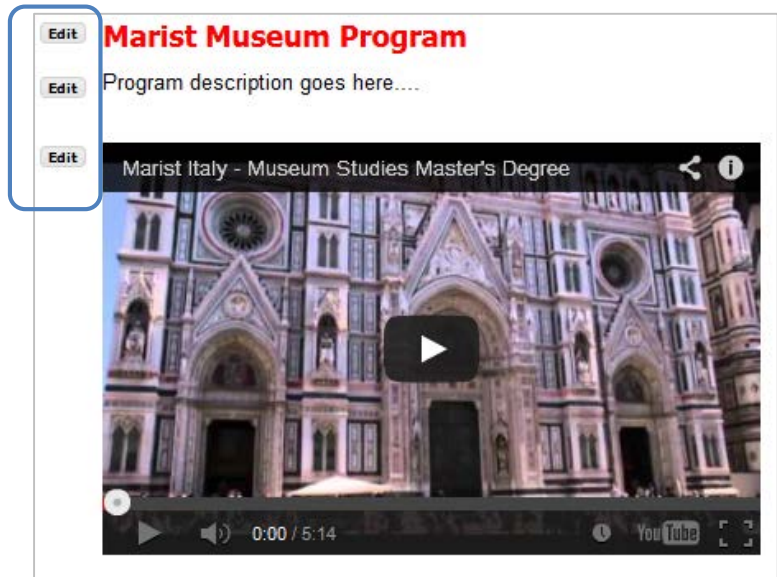 Edit Marist Museum Program
Edit Program description goes here....
Edit
Marist Italy - Museum Studies Master's Degree
0:00 / 5:14
YouTube